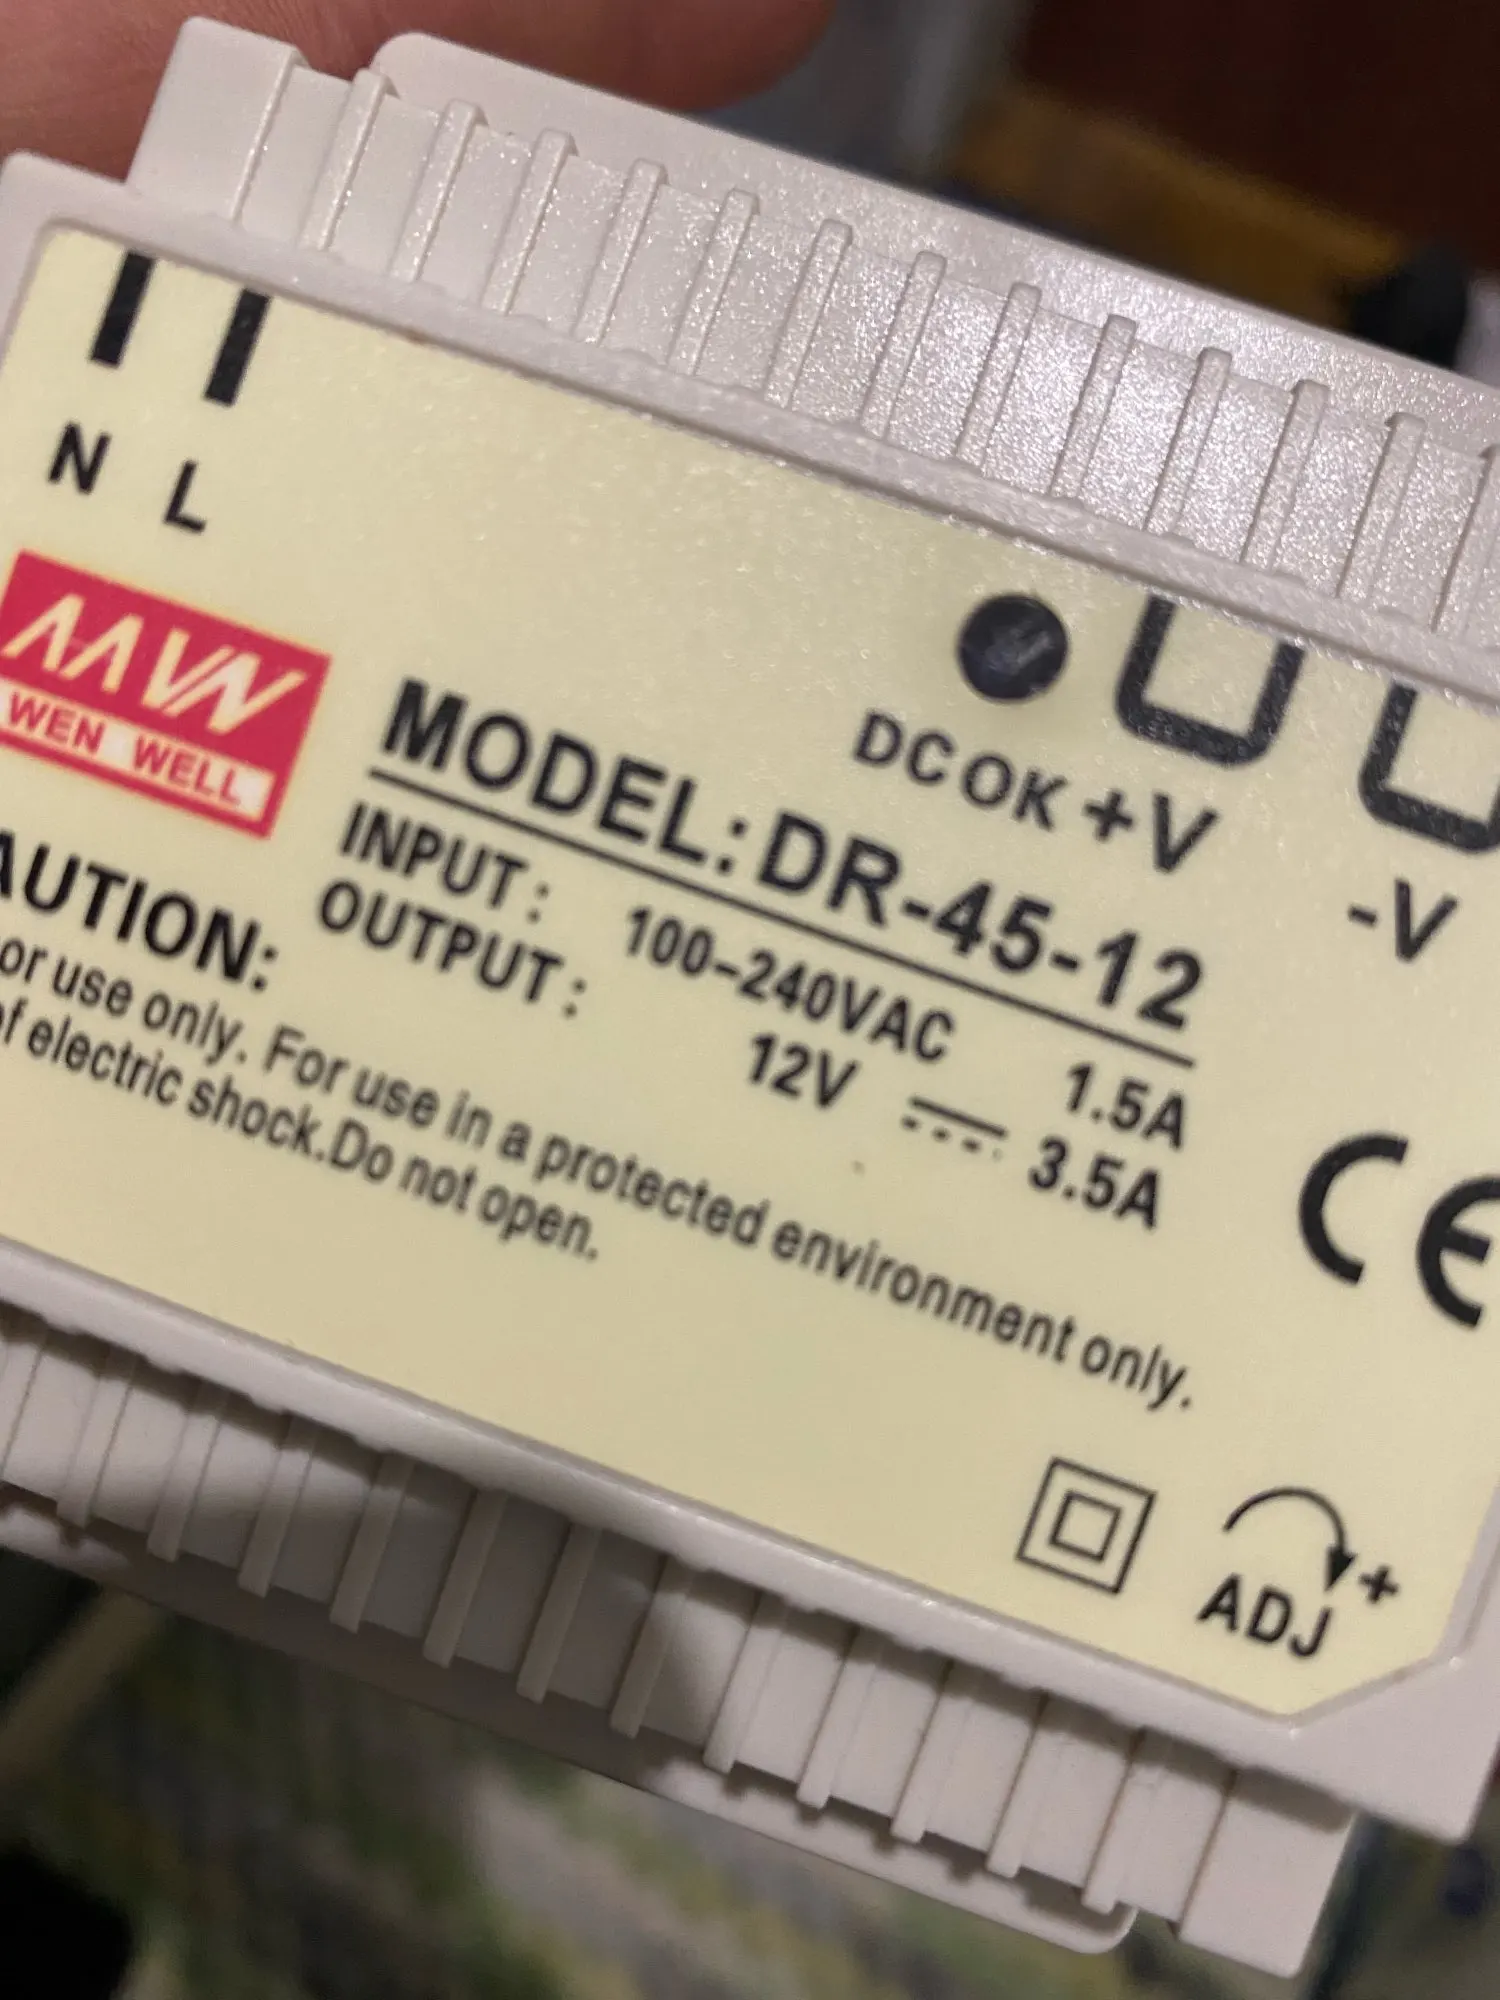 N L
WEN WELL
DC OK +V -V
MODEL: DR-45-12
INPUT: 100-240VAC 1.5A
OUTPUT: 12V 3.5A
AUTION:
or use only. For use in a protected environment only.
of electric shock.Do not open.
CE
ADJ +